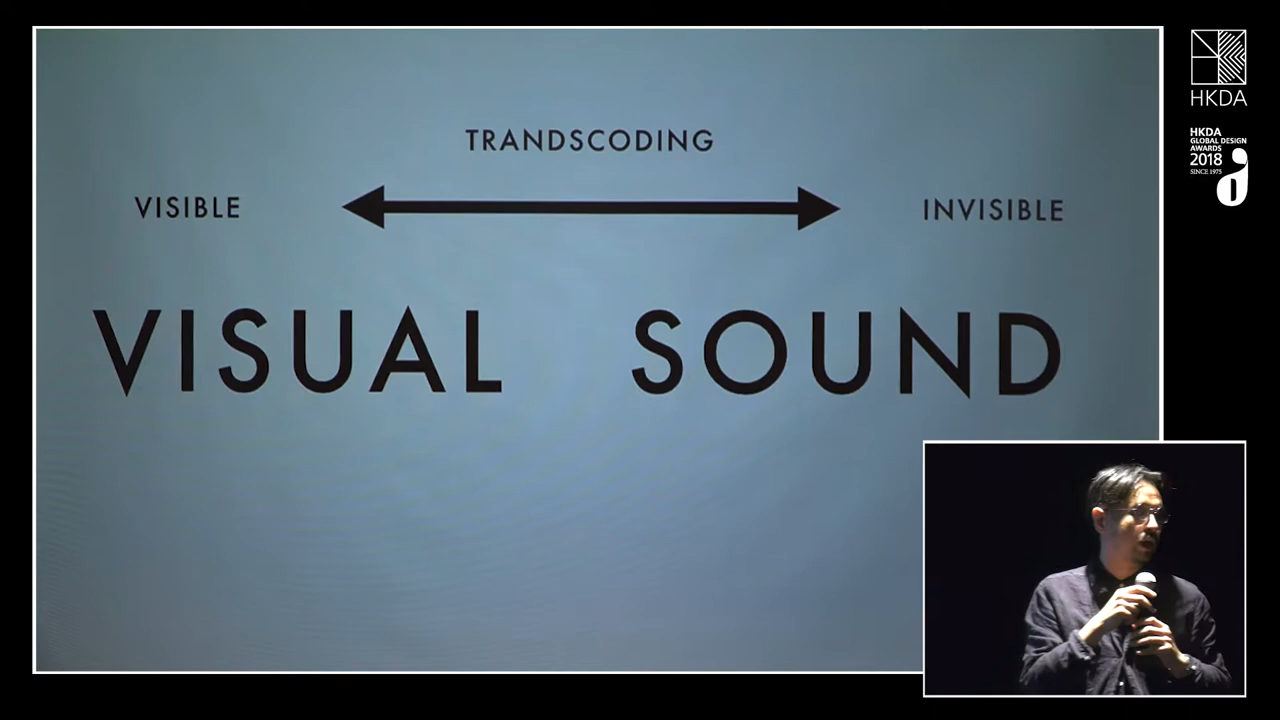 TRANDSCODING
VISIBLE
INVISIBLE
VISUAL SOUND
HKDA
HKDA
GLOBAL DESIGN
AWARDS
2018
SINCE 1975